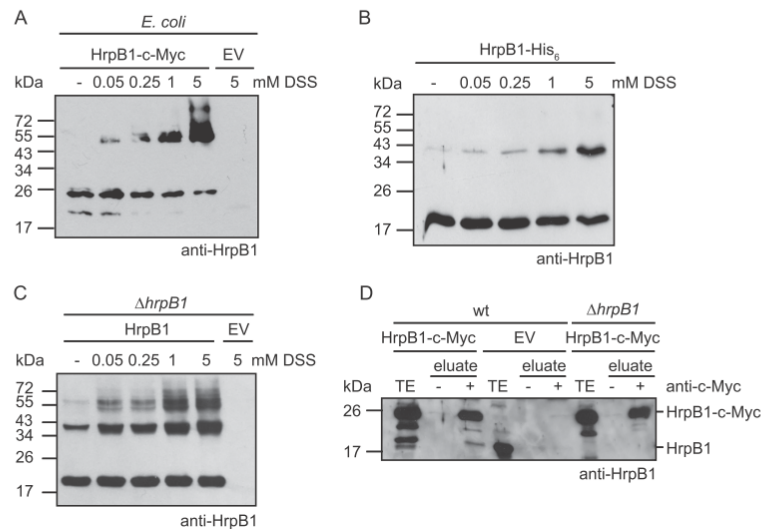 A
E. coli
HrpB1-c-Myc EV
kDa - 0.05 0.25 1 5 5 mM DSS
72
55
43
34
26
17
anti-HrpB1
B
HrpB1-His6
kDa - 0.05 0.25 1 5 mM DSS
72
55
43
34
26
17
anti-HrpB1
C
ΔhrpB1
HrpB1 EV
kDa - 0.05 0.25 1 5 5 mM DSS
72
55
43
34
26
17
anti-HrpB1
D
wt ΔhrpB1
HrpB1-c-Myc EV HrpB1-c-Myc
eluate eluate eluate
kDa TE - + TE - + TE - + anti-c-Myc
26 HrpB1-c-Myc
17 HrpB1
anti-HrpB1